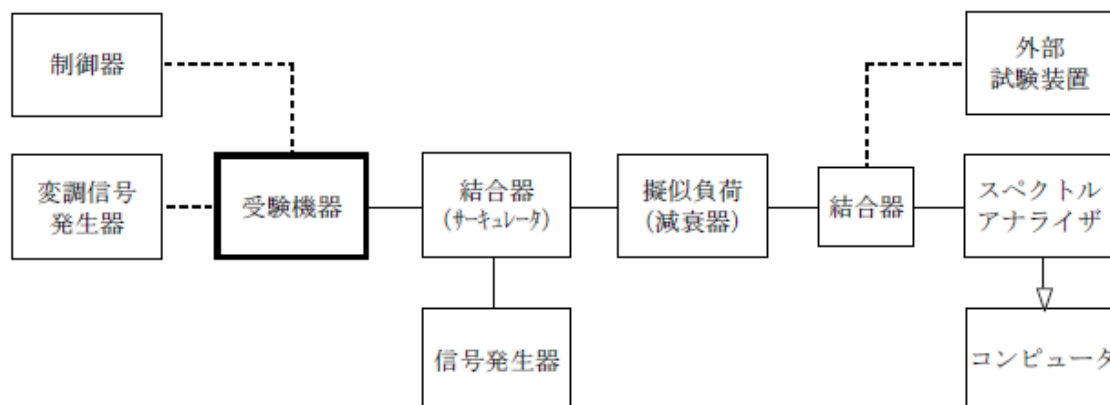 制御器
外部
試験装置
変調信号
発生器
受験機器
結合器
(サーキュレータ)
擬似負荷
(減衰器)
結合器
スペクトル
アナライザ
信号発生器
コンピュータ